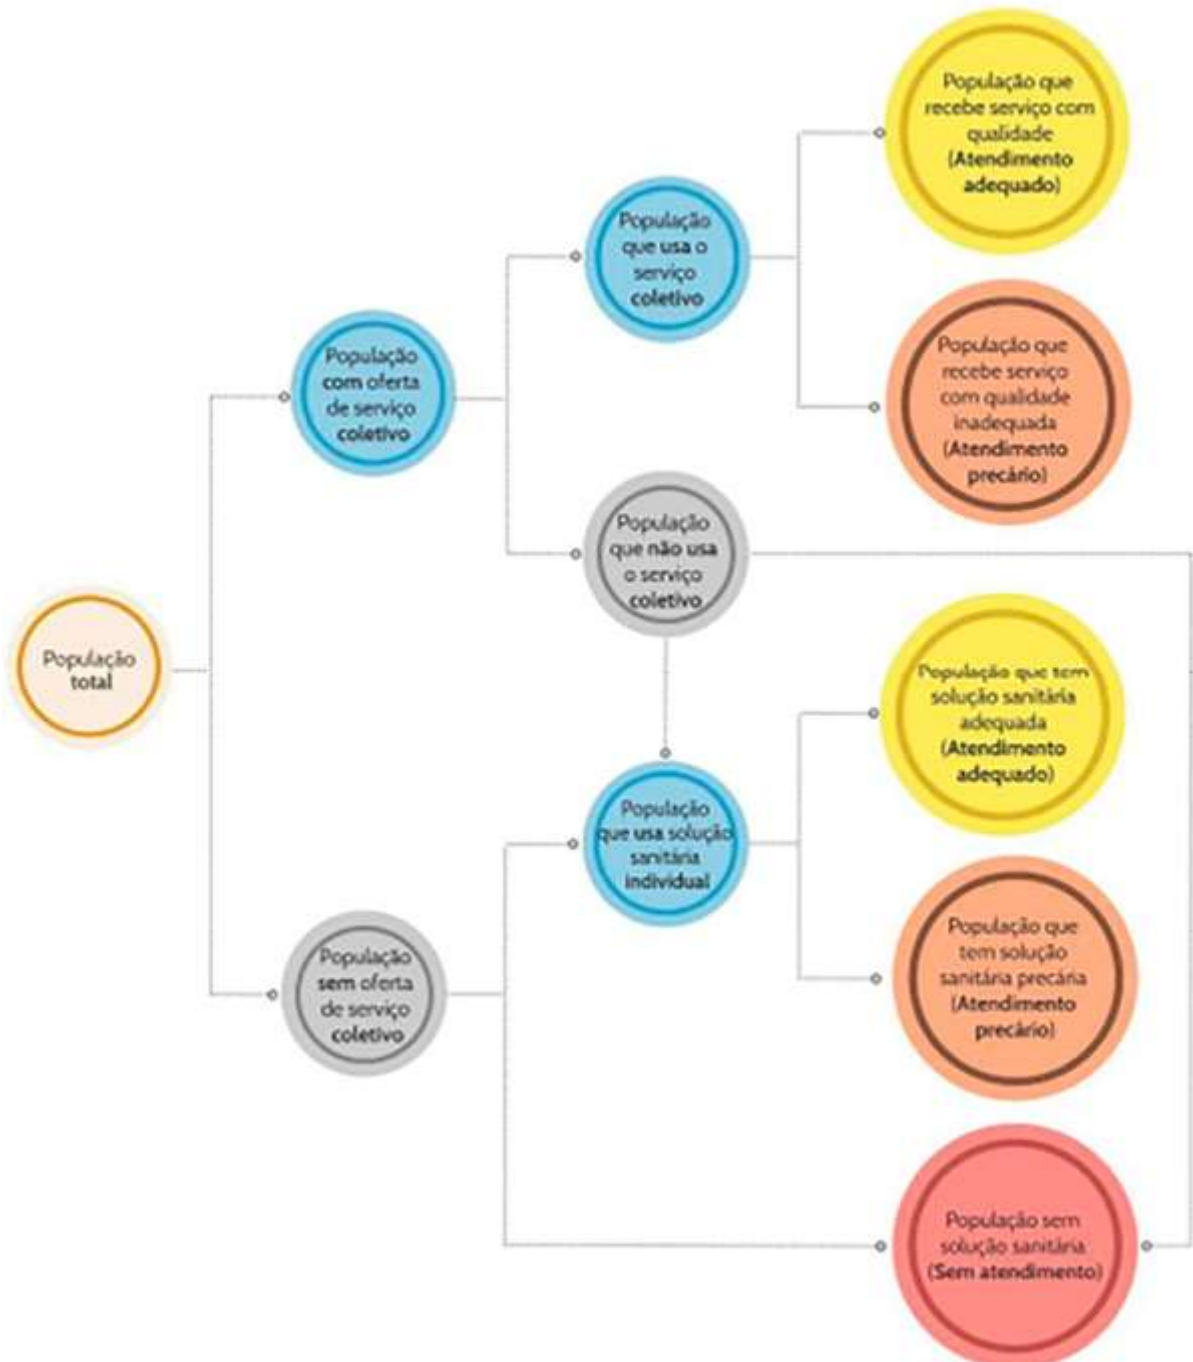 População que
recebe serviço com
qualidade
(Atendimento
adequado)
População
que usa o
serviço
coletivo
População que
recebe serviço
com qualidade
inadequada
(Atendimento
precário)
População
com oferta
de serviço
coletivo
População
que não usa
o serviço
coletivo
População
total
População que tem
solução sanitária
adequada
(Atendimento
adequado)
População
que usa solução
sanitária
individual
População que
tem solução
sanitária precária
(Atendimento
precário)
População
sem oferta
de serviço
coletivo
População sem
solução sanitária
(Sem atendimento)